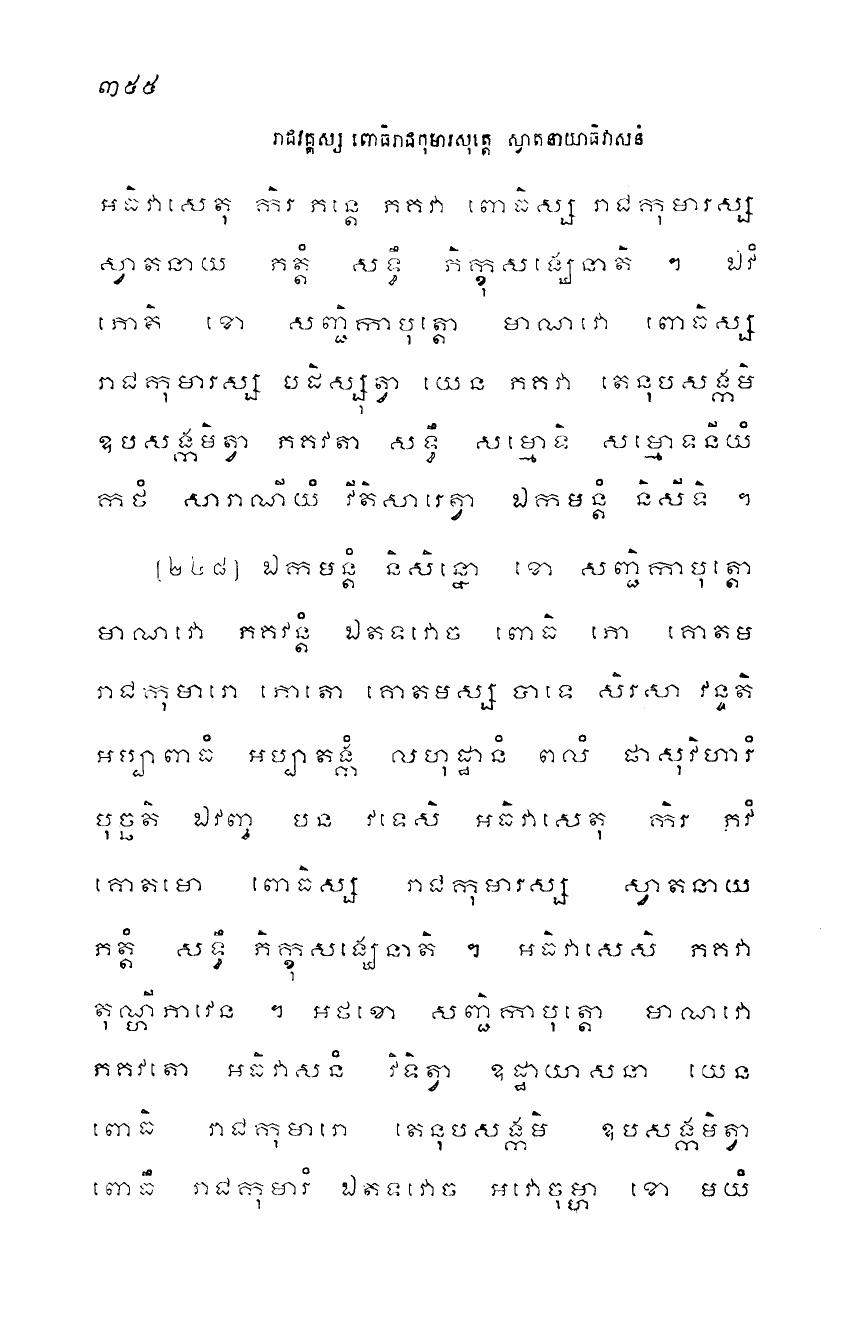 ៣៥៥
រាជវគ្គស្ស ពោធិរាជកុមារសុត្តេ ស្វាតនាយាធិវាសនំ
អធិវាសេតុ កិរ ភន្តេ ភគវា ពោធិស្ស រាជកុមារស្ស
ស្វាតនាយ ភត្តំ សទ្ធឹ ភិក្ខុសង្ឃេនាតិ ។ ឯវំ
ភោតិ ខោ សញ្ជិកាបុត្តោ មាណវោ ពោធិស្ស
រាជកុមារស្ស បដិស្សុត្វា យេន ភគវា តេនុបសង្កមិ
ឧបសង្កមិត្វា ភគវតា សទ្ធឹ សម្មោទិ សម្មោទនីយំ
កថំ សារាណីយំ វីតិសារេត្វា ឯកមន្តំ និសីទិ ។
[២៤៨] ឯកមន្តំ និសិន្នោ ខោ សញ្ជិកាបុត្តោ
មាណវោ ភគវន្តំ ឯតទវោច ពោធិ ភោ គោតម
រាជកុមារោ ភោតោ គោតមស្ស បាទេ សិរសា វន្ទតិ
អប្បាពាធំ អប្បាតង្កំ លហុដ្ឋានំ ពលំ ផាសុវិហារំ
បុច្ឆតិ ឯវញ្ច បន វទេសិ អធិវាសេតុ កិរ ភវំ
គោតមោ ពោធិស្ស រាជកុមារស្ស ស្វាតនាយ
ភត្តំ សទ្ធឹ ភិក្ខុសង្ឃេនាតិ ។ អធិវាសេសិ ភគវា
តុណ្ហីភាវេន ។ អថខោ សញ្ជិកាបុត្តោ មាណវោ
ភគវតោ អធិវាសនំ វិទិត្វា ឧដ្ឋាយាសនា យេន
ពោធិ រាជកុមារោ តេនុបសង្កមិ ឧបសង្កមិត្វា
ពោធឹ រាជកុមារំ ឯតទវោច អវោចុម្ហា ខោ មយំ